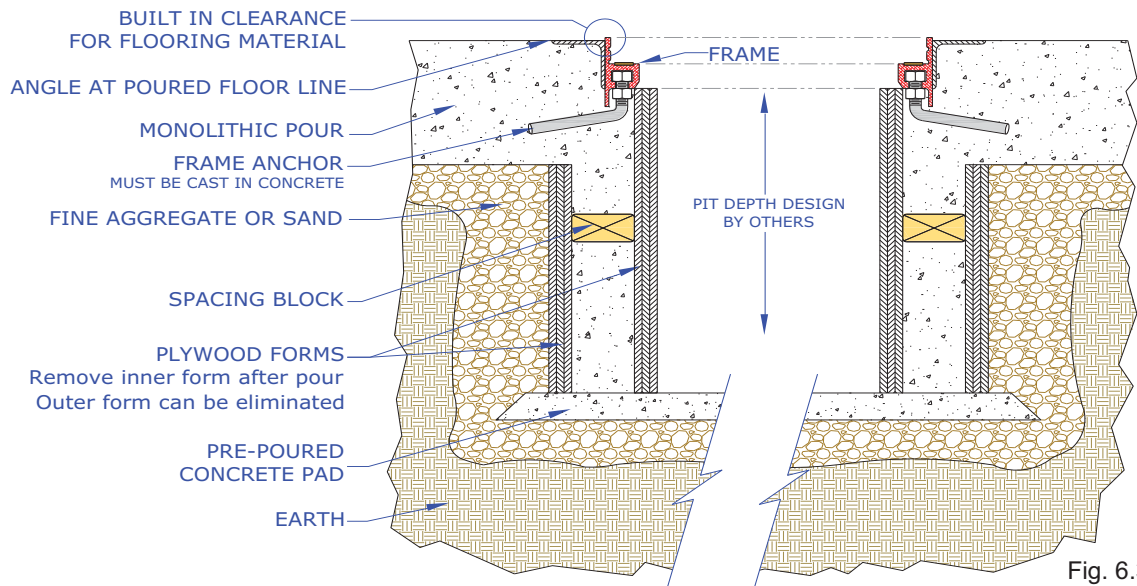 BUILT IN CLEARANCE
FOR FLOORING MATERIAL
FRAME
ANGLE AT POURED FLOOR LINE
MONOLITHIC POUR
FRAME ANCHOR
MUST BE CAST IN CONCRETE
FINE AGGREGATE OR SAND
PIT DEPTH DESIGN
BY OTHERS
SPACING BLOCK
PLYWOOD FORMS
Remove inner form after pour
Outer form can be eliminated
PRE-POURED
CONCRETE PAD
EARTH
Fig. 6.